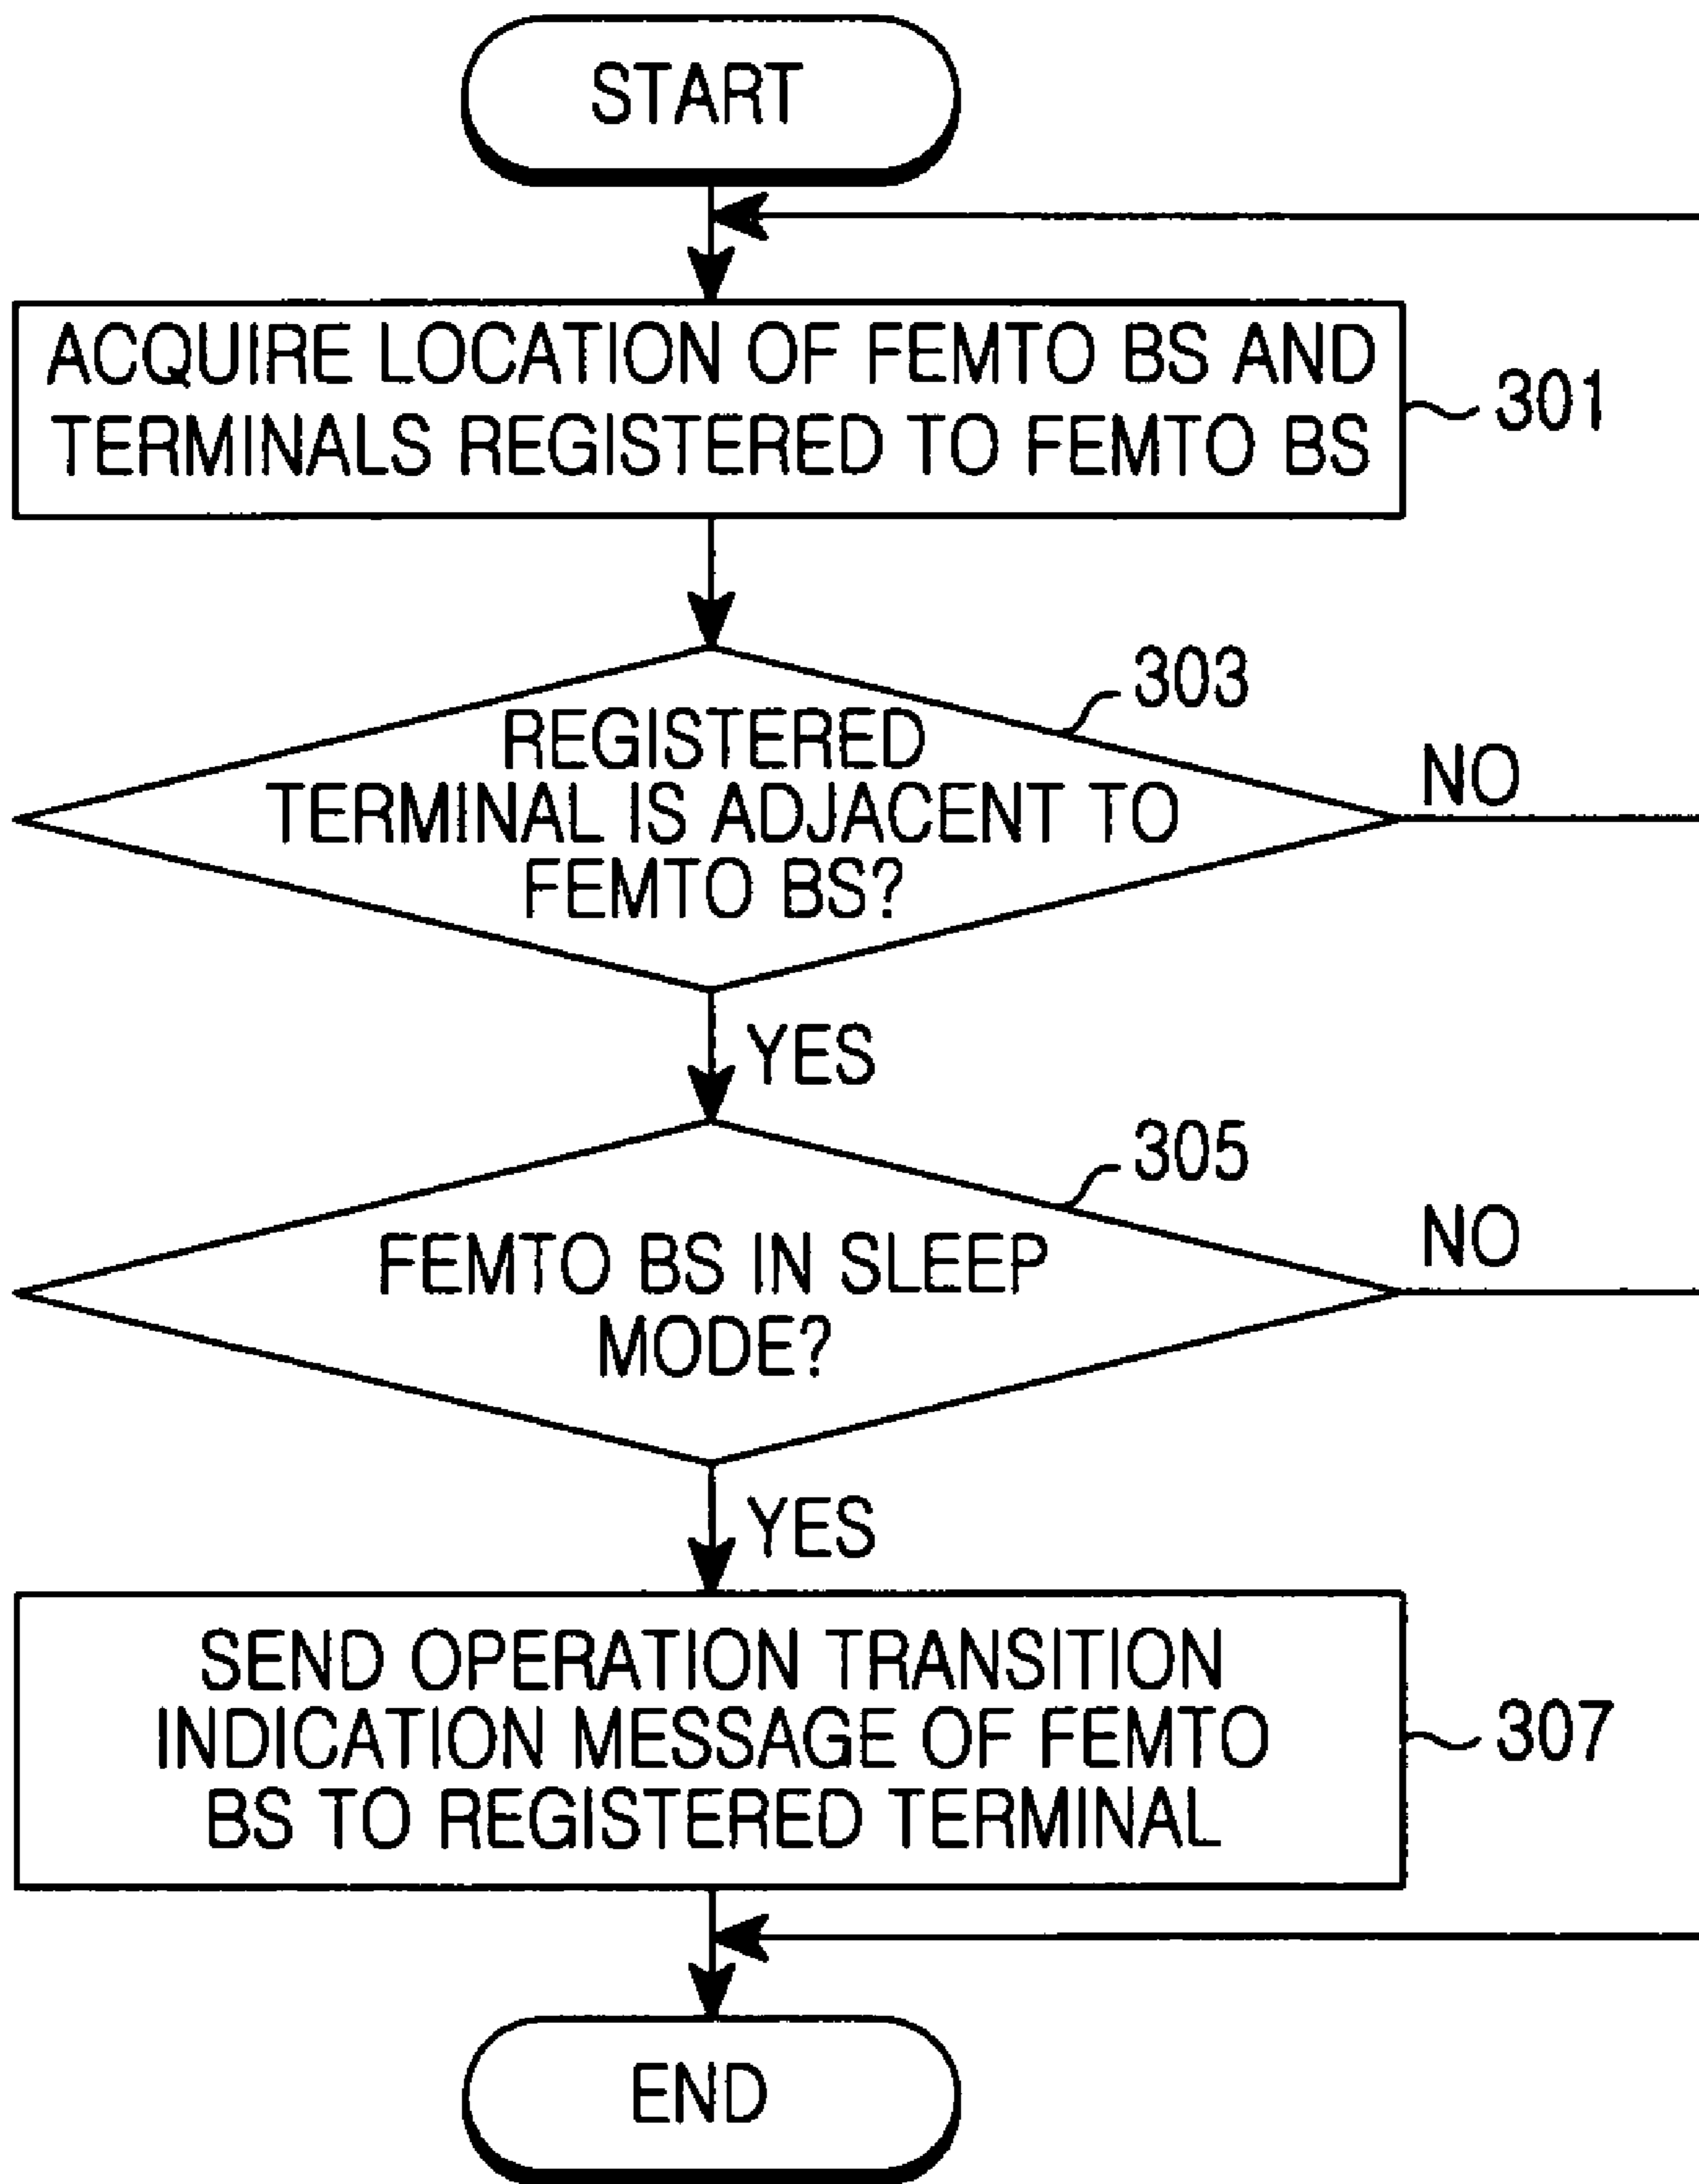 START
ACQUIRE LOCATION OF FEMTO BS AND
TERMINALS REGISTERED TO FEMTO BS
301
303
REGISTERED
TERMINAL IS ADJACENT TO
FEMTO BS?
NO
YES
305
FEMTO BS IN SLEEP
MODE?
NO
YES
SEND OPERATION TRANSITION
INDICATION MESSAGE OF FEMTO
BS TO REGISTERED TERMINAL
307
END